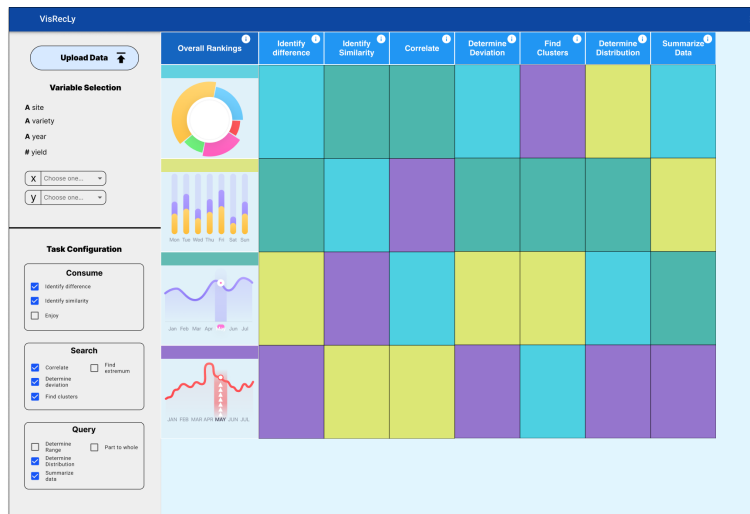 VisRecLy
Upload Data
Variable Selection
A site
A variety
A year
# yield
X Choose one...
y Choose one...
Task Configuration
Consume
Identify difference
Identify similarity
Enjoy
Search
Correlate
Find
extremum
Determine
deviation
Find clusters
Query
Determine
Range
Part to whole
Determine
Distribution
Summarize
data
Overall Rankings
Identify
difference
Identify
Similarity
Correlate
Determine
Deviation
Find
Clusters
Determine
Distribution
Summarize
Data
Mon Tue Wed Thu Fri Sat Sun
Jan Feb Mar Apr Jun Jul
JAN FEB MAR APR MAY JUN JUL